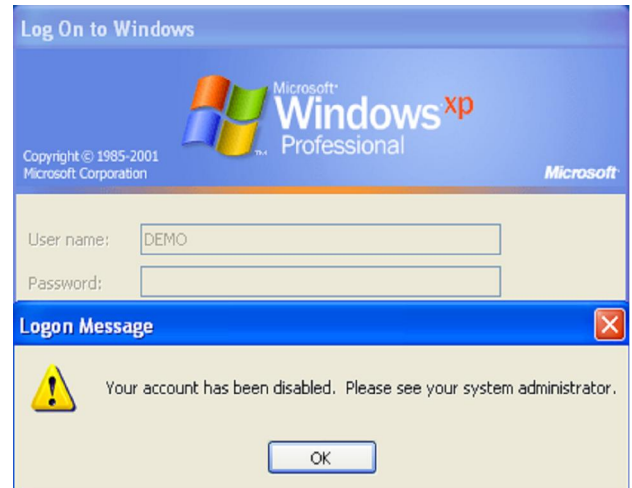 Log On to Windows
Microsoft®
Windows xp
Professional
TM
Copyright © 1985-2001
Microsoft Corporation
Microsoft®
User name: DEMO
Password:
Logon Message
Your account has been disabled. Please see your system administrator.
OK